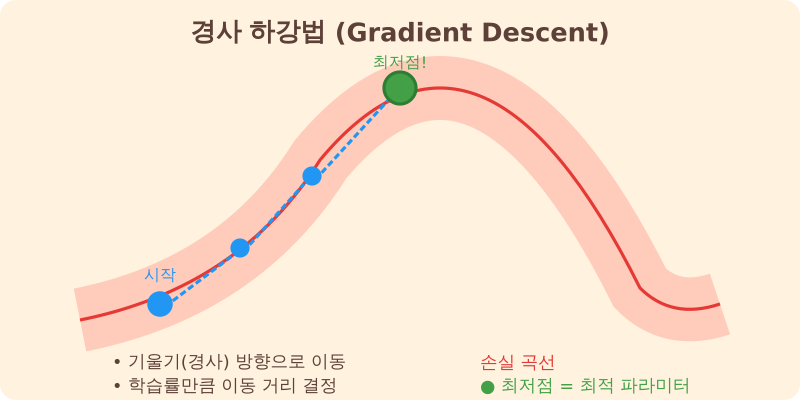 경사 하강법 (Gradient Descent)
최저점!
시작
• 기울기(경사) 방향으로 이동
• 학습률만큼 이동 거리 결정
손실 곡선
최저점 = 최적 파라미터